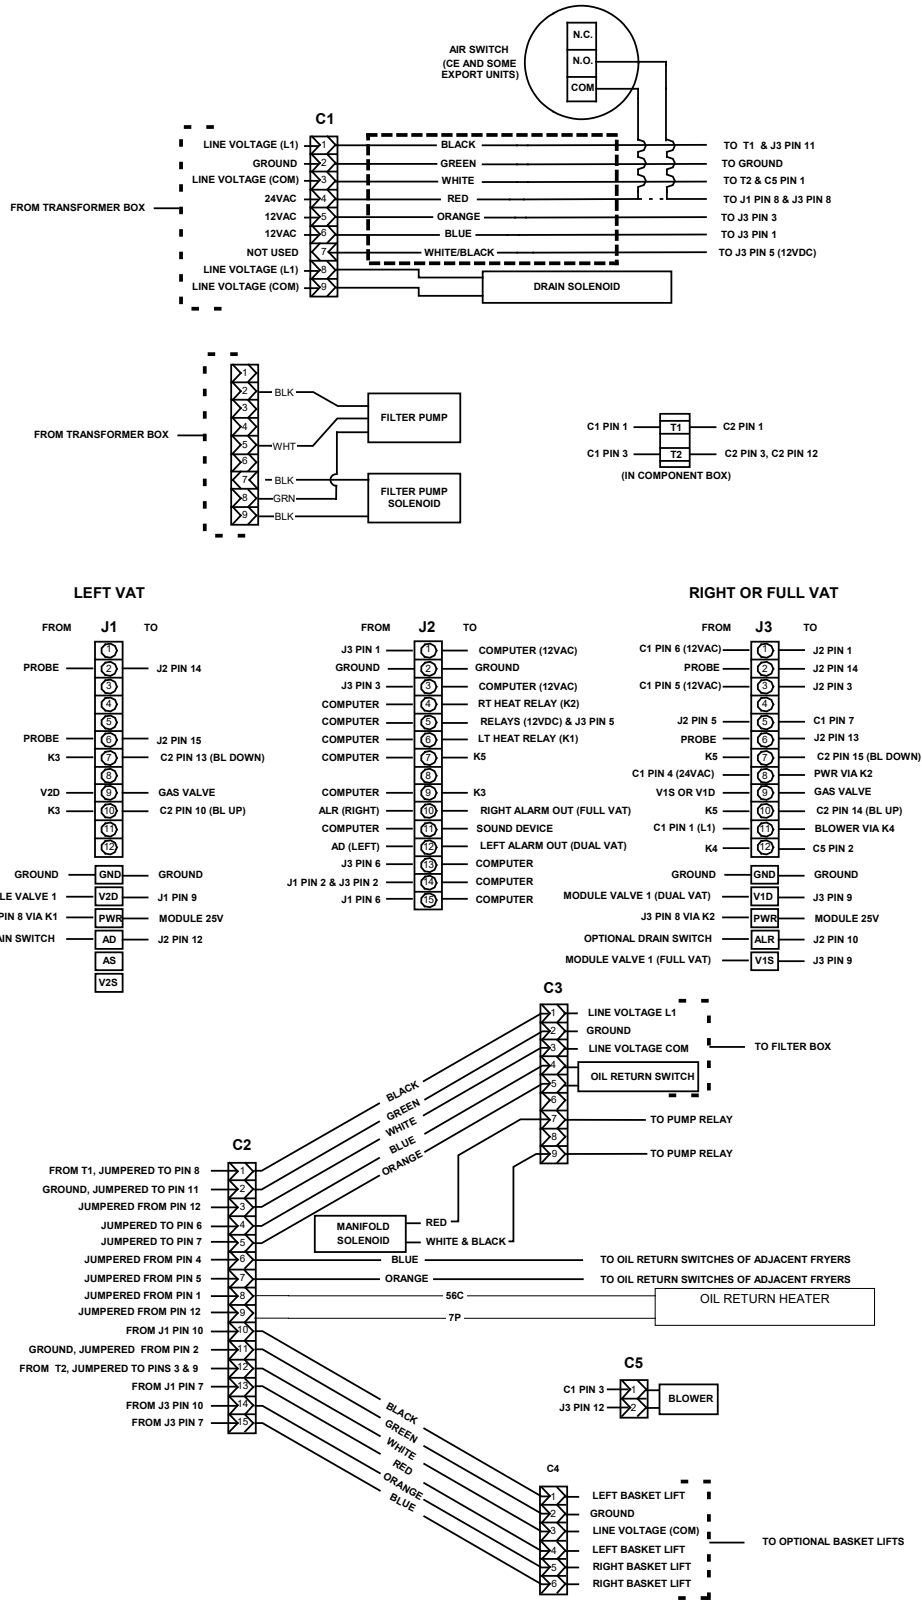 AIR SWITCH
(CE AND SOME
EXPORT UNITS)
N.C.
N.O.
COM
C1
FROM TRANSFORMER BOX
LINE VOLTAGE (L1) 1 BLACK TO T1 & J3 PIN 11
GROUND 2 GREEN TO GROUND
LINE VOLTAGE (COM) 3 WHITE TO T2 & C5 PIN 1
24VAC 4 RED TO J1 PIN 8 & J3 PIN 8
12VAC 5 ORANGE TO J3 PIN 3
12VAC 6 BLUE TO J3 PIN 1
NOT USED 7 WHITE/BLACK TO J3 PIN 5 (12VDC)
LINE VOLTAGE (L1) 8
LINE VOLTAGE (COM) 9
DRAIN SOLENOID
FROM TRANSFORMER BOX
1
2 BLK
3
4
5 WHT
6
7 BLK
8 GRN
9 BLK
FILTER PUMP
FILTER PUMP
SOLENOID
C1 PIN 1 T1 C2 PIN 1
C1 PIN 3 T2 C2 PIN 3, C2 PIN 12
(IN COMPONENT BOX)
LEFT VAT
FROM J1 TO
1
PROBE 2 J2 PIN 14
3
4
5
PROBE 6 J2 PIN 15
K3 7 C2 PIN 13 (BL DOWN)
8
V2D 9 GAS VALVE
K3 10 C2 PIN 10 (BL UP)
11
12
GROUND GND GROUND
LE VALVE 1 V2D J1 PIN 9
PIN 8 VIA K1 PWR MODULE 25V
AIN SWITCH AD J2 PIN 12
AS
V2S
FROM J2 TO
J3 PIN 1 1 COMPUTER (12VAC)
GROUND 2 GROUND
J3 PIN 3 3 COMPUTER (12VAC)
COMPUTER 4 RT HEAT RELAY (K2)
COMPUTER 5 RELAYS (12VDC) & J3 PIN 5
COMPUTER 6 LT HEAT RELAY (K1)
COMPUTER 7 K5
8
COMPUTER 9 K3
ALR (RIGHT) 10 RIGHT ALARM OUT (FULL VAT)
COMPUTER 11 SOUND DEVICE
AD (LEFT) 12 LEFT ALARM OUT (DUAL VAT)
J3 PIN 6 13 COMPUTER
J1 PIN 2 & J3 PIN 2 14 COMPUTER
J1 PIN 6 15 COMPUTER
RIGHT OR FULL VAT
FROM J3 TO
C1 PIN 6 (12VAC) 1 J2 PIN 1
PROBE 2 J2 PIN 14
C1 PIN 5 (12VAC) 3 J2 PIN 3
4
J2 PIN 5 5 C1 PIN 7
PROBE 6 J2 PIN 13
K5 7 C2 PIN 15 (BL DOWN)
C1 PIN 4 (24VAC) 8 PWR VIA K2
V1S OR V1D 9 GAS VALVE
K5 10 C2 PIN 14 (BL UP)
C1 PIN 1 (L1) 11 BLOWER VIA K4
K4 12 C5 PIN 2
GROUND GND GROUND
MODULE VALVE 1 (DUAL VAT) V1D J3 PIN 9
J3 PIN 8 VIA K2 PWR MODULE 25V
OPTIONAL DRAIN SWITCH ALR J2 PIN 10
MODULE VALVE 1 (FULL VAT) V1S J3 PIN 9
C3
1 LINE VOLTAGE L1
2 GROUND
3 LINE VOLTAGE COM
4
OIL RETURN SWITCH
5
6
7 TO PUMP RELAY
8
9 TO PUMP RELAY
TO FILTER BOX
BLACK
GREEN
WHITE
BLUE
ORANGE
MANIFOLD
SOLENOID
RED
WHITE & BLACK
C2
FROM T1, JUMPERED TO PIN 8 1
GROUND, JUMPERED TO PIN 11 2
JUMPERED FROM PIN 12 3
JUMPERED TO PIN 6 4
JUMPERED TO PIN 7 5
JUMPERED FROM PIN 4 6 BLUE TO OIL RETURN SWITCHES OF ADJACENT FRYERS
JUMPERED FROM PIN 5 7 ORANGE TO OIL RETURN SWITCHES OF ADJACENT FRYERS
JUMPERED FROM PIN 1 8 56C
JUMPERED FROM PIN 12 9 7P
OIL RETURN HEATER
FROM J1 PIN 10 10
GROUND, JUMPERED FROM PIN 2 11
FROM T2, JUMPERED TO PINS 3 & 9 12
FROM J1 PIN 7 13
FROM J3 PIN 10 14
FROM J3 PIN 7 15
BLACK
GREEN
WHITE
RED
ORANGE
BLUE
C5
C1 PIN 3 1
J3 PIN 12 2
BLOWER
C4
1 LEFT BASKET LIFT
2 GROUND
3 LINE VOLTAGE (COM)
4 LEFT BASKET LIFT
5 RIGHT BASKET LIFT
6 RIGHT BASKET LIFT
TO OPTIONAL BASKET LIFTS